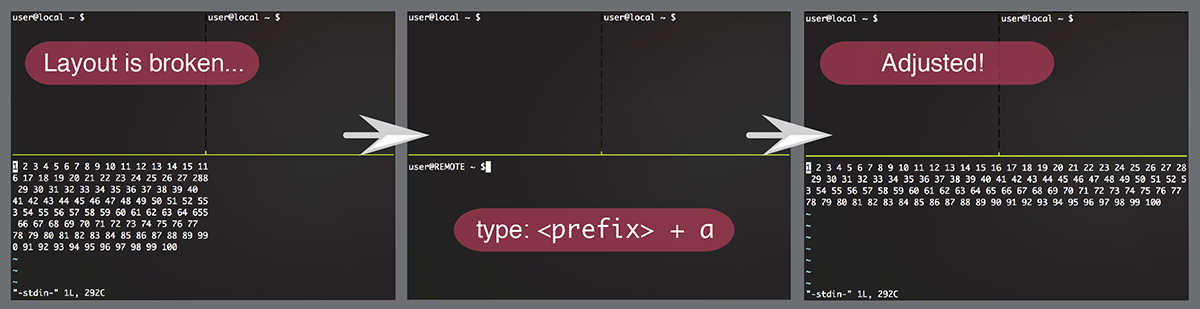 user@local ~ $ user@local ~ $
Layout is broken...
1 2 3 4 5 6 7 8 9 10 11 12 13 14 15 11
6 17 18 19 20 21 22 23 24 25 26 27 288
29 30 31 32 33 34 35 36 37 38 39 40
41 42 43 44 45 46 47 48 49 50 51 52 55
3 54 55 56 57 58 59 60 61 62 63 64 655
66 67 68 69 70 71 72 73 74 75 76 77
78 79 80 81 82 83 84 85 86 87 88 89 99
0 91 92 93 94 95 96 97 98 99 100
~
~
~
"-stdin-" 1L, 292C
user@local ~ $ user@local ~ $
user@REMOTE ~ $
type: <prefix> + a
user@local ~ $ user@local ~ $
Adjusted!
1 2 3 4 5 6 7 8 9 10 11 12 13 14 15 16 17 18 19 20 21 22 23 24 25 26 27 28
29 30 31 32 33 34 35 36 37 38 39 40 41 42 43 44 45 46 47 48 49 50 51 52 5
3 54 55 56 57 58 59 60 61 62 63 64 65 66 67 68 69 70 71 72 73 74 75 76 77
78 79 80 81 82 83 84 85 86 87 88 89 90 91 92 93 94 95 96 97 98 99 100
~
~
~
~
~
~
~
"-stdin-" 1L, 292C